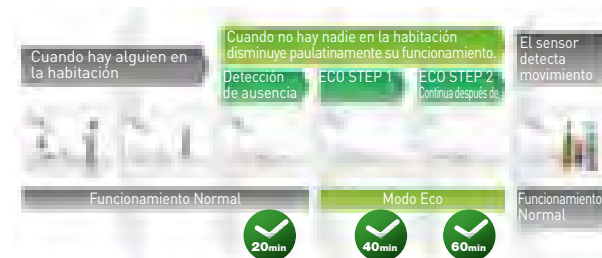 Cuando hay alguien en
la habitación
Cuando no hay nadie en la habitación
disminuye paulatinamente su funcionamiento.
Detección
de ausencia
ECO STEP 1
ECO STEP 2
Continua después de
El sensor
detecta
movimiento
Funcionamiento Normal
Modo Eco
Funcionamiento
Normal
20min
40min
60min